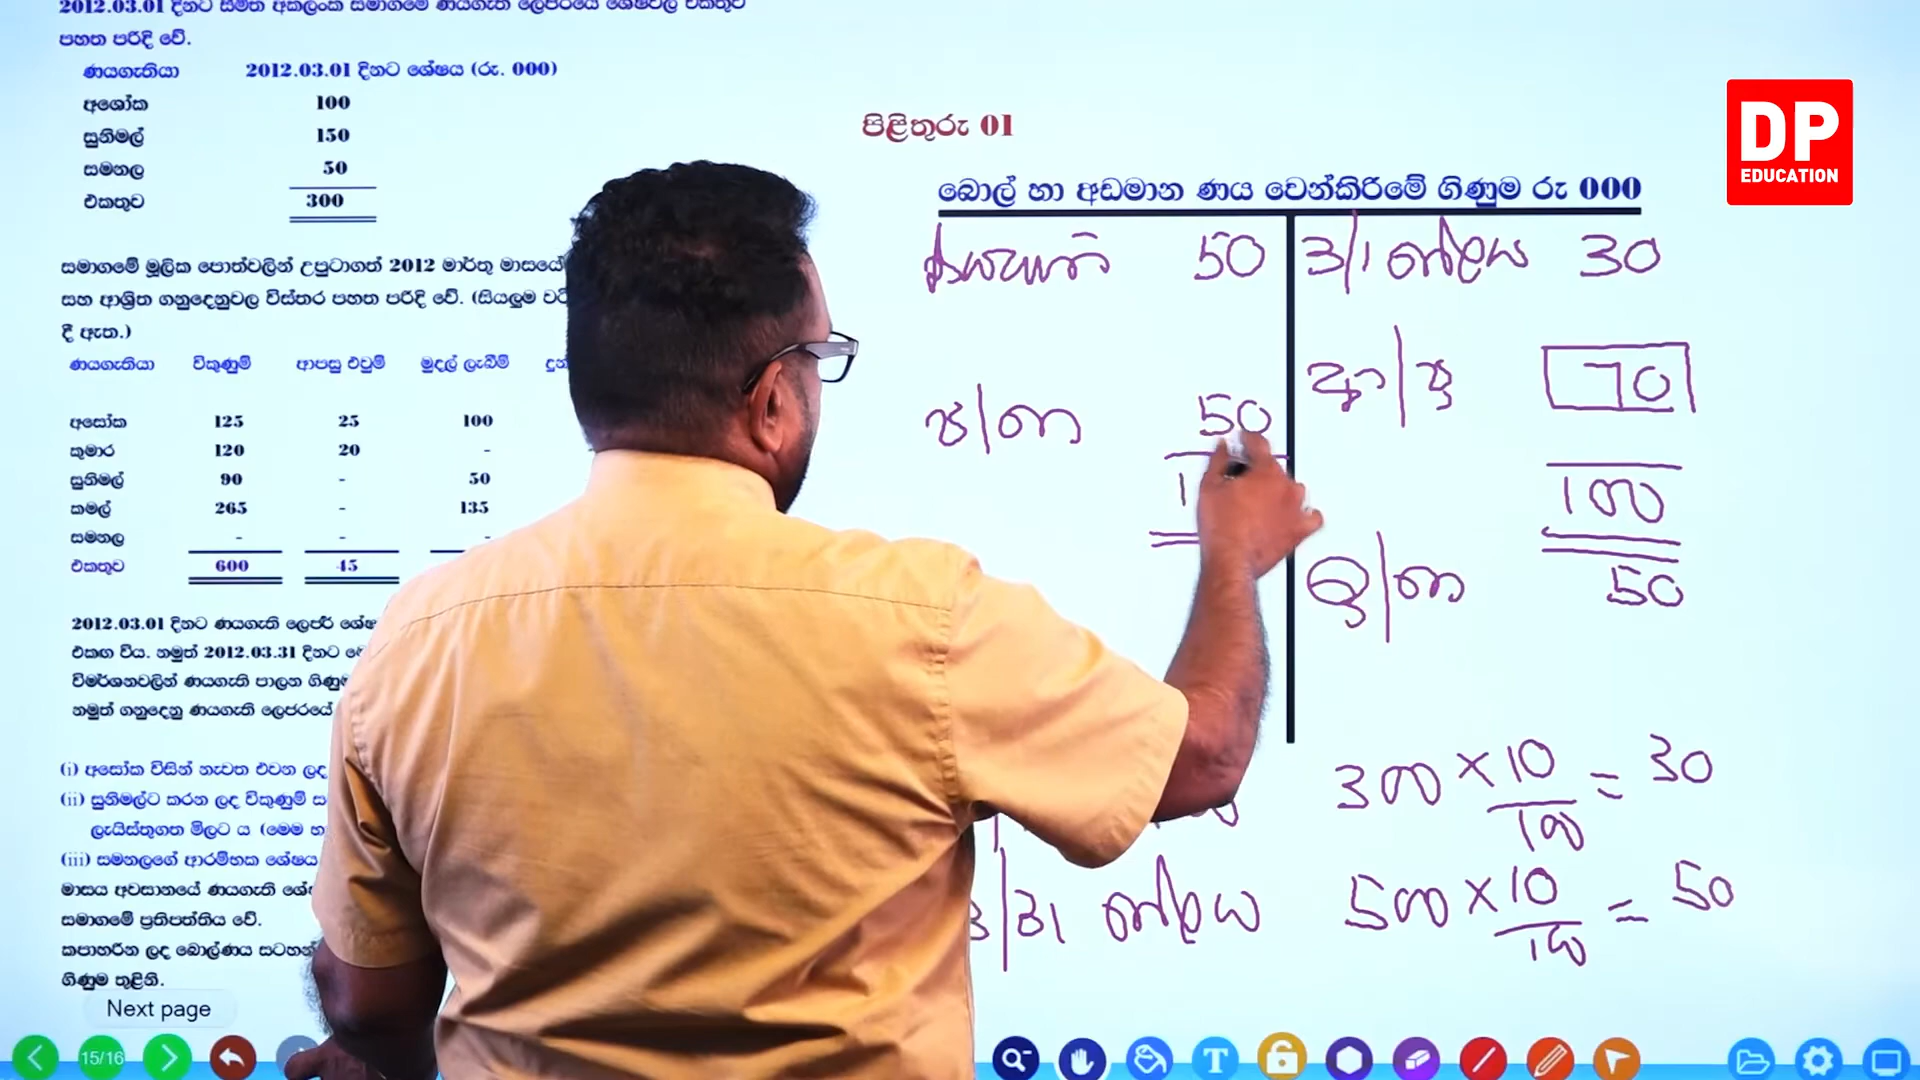 2012.03.01 දිනට සීමිත අකලංක සමාගමේ ණයගැති ලෙජරයේ ශේෂවල එකතුව
පහත පරිදි වේ.
ණයගැතියා 2012.03.01 දිනට ශේෂය (රු. 000)
අශෝක 100
සුනිමල් 150
සමනල 50
එකතුව 300
සමාගමේ මූලික පොත්වලින් උපුටාගත් 2012 මාර්තු මාසයේ
සහ ආශ්‍රිත ගනුදෙනුවල විස්තර පහත පරිදි වේ. (සියලුම
දී ඇත.)
ණයගැතියා විකුණුම් ආපසු එවුම් මුදල් ලැබීම්
අසෝක 125 25 100
කුමාර 120 20 -
සුනිමල් 90 - 50
කමල් 265 - 135
සමනල - - -
එකතුව 600 45
2012.03.01 දිනට ණයගැති ලෙජර්
එකඟ විය. නමුත් 2012.03.31 දිනට
විමර්ශනවලින් ණයගැති පාලන
නමුත් ගනුදෙනු ණයගැති ලෙජරයේ
(i) අසෝක විසින් නැවත එවන ලද
(ii) සුනිමල්ට කරන ලද විකුණුම්
ලැයිස්තුගත මිලට ය
(iii) සමනලගේ ආරම්භක ශේෂය
මාසය අවසානයේ ණයගැති
සමාගමේ ප්‍රතිපත්තිය වේ.
කපාහරින ලද බොල්ණය
ගිණුම තුළිනි.
Next page
15/16
පිළිතුරු 01
බොල් හා අඩමාන ණය වෙන්කිරීමේ ගිණුම රු 000
50 3/1 ශේෂය 30
ආ/ප 70
ප/ගෙ 50
100
ඉ/ගෙ 50
300 × 10/100 = 30
3/31 ශේෂය 500 × 10/100 = 50
DP
EDUCATION
T